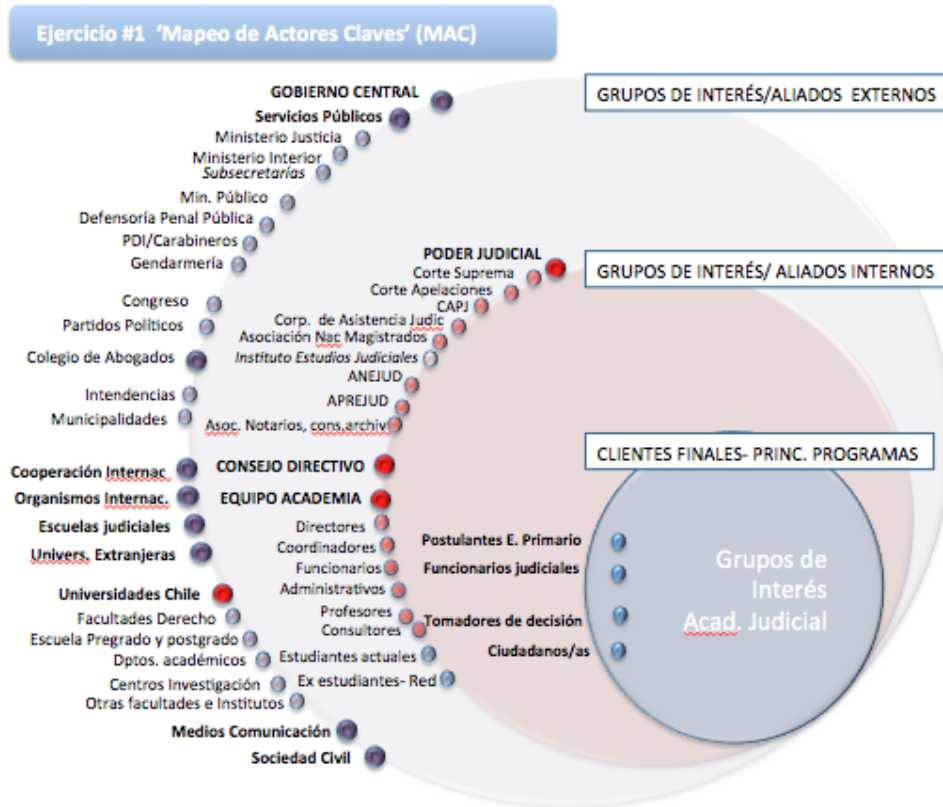 Ejercicio #1 ‘Mapeo de Actores Claves’ (MAC)
GRUPOS DE INTERÉS/ALIADOS EXTERNOS
GOBIERNO CENTRAL
Servicios Públicos
Ministerio Justicia
Ministerio Interior
Subsecretarías
Min. Público
Defensoría Penal Pública
PDI/Carabineros
Gendarmería
Congreso
Partidos Políticos
Colegio de Abogados
Intendencias
Municipalidades
Cooperación Internac
Organismos Internac.
Escuelas judiciales
Univers. Extranjeras
Universidades Chile
Facultades Derecho
Escuela Pregrado y postgrado
Dptos. académicos
Centros Investigación
Otras facultades e Institutos
Medios Comunicación
Sociedad Civil
GRUPOS DE INTERÉS/ ALIADOS INTERNOS
PODER JUDICIAL
Corte Suprema
Corte Apelaciones
CAPJ
Corp. de Asistencia Judic
Asociación Nac Magistrados
Instituto Estudios Judiciales
ANEJUD
APREJUD
Asoc. Notarios, cons,archivi
CONSEJO DIRECTIVO
EQUIPO ACADEMIA
Directores
Coordinadores
Funcionarios
Administrativos
Profesores
Consultores
Estudiantes actuales
Ex estudiantes- Red
CLIENTES FINALES- PRINC. PROGRAMAS
Postulantes E. Primario
Funcionarios judiciales
Tomadores de decisión
Ciudadanos/as
Grupos de
Interés
Acad. Judicial